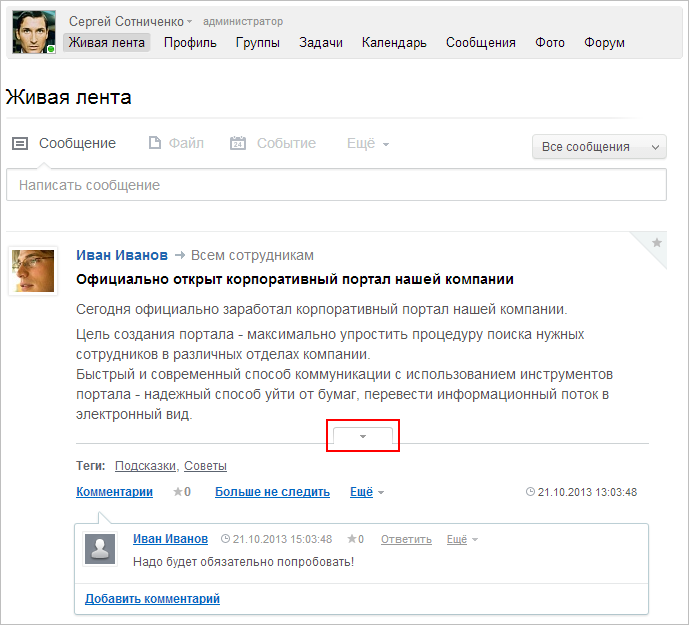 Сергей Сотниченко администратор
Живая лента Профиль Группы Задачи Календарь Сообщения Фото Форум
Живая лента
Сообщение Файл 24 Событие Ещё Все сообщения
Написать сообщение
Иван Иванов → Всем сотрудникам
Официально открыт корпоративный портал нашей компании
Сегодня официально заработал корпоративный портал нашей компании.
Цель создания портала - максимально упростить процедуру поиска нужных
сотрудников в различных отделах компании.
Быстрый и современный способ коммуникации с использованием инструментов
портала - надежный способ уйти от бумаг, перевести информационный поток в
электронный вид.
Теги: Подсказки, Советы
Комментарии ★0 Больше не следить Ещё 21.10.2013 13:03:48
Иван Иванов 21.10.2013 15:03:48 ★0 Ответить Ещё
Надо будет обязательно попробовать!
Добавить комментарий